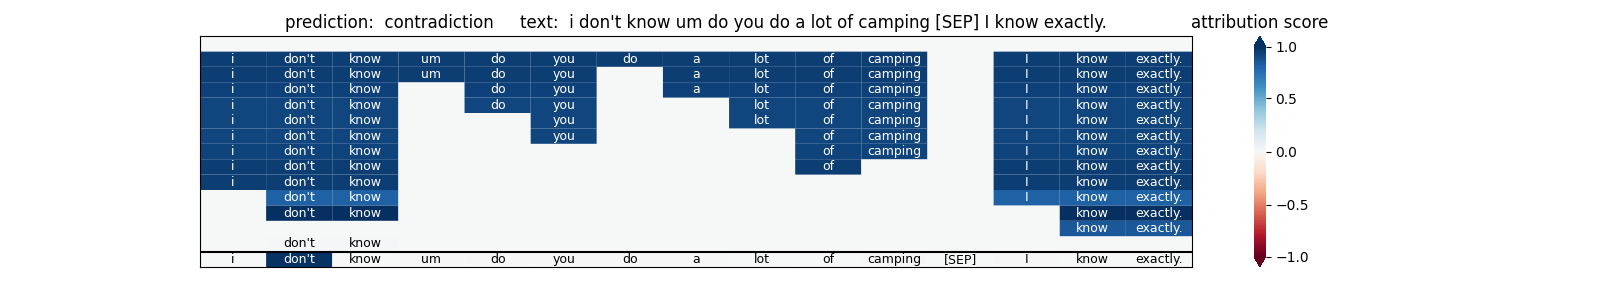 prediction:  contradiction     text:  i don't know um do you do a lot of camping [SEP] I know exactly.     attribution score
i don't know um do you do a lot of camping I know exactly.
i don't know um do you a lot of camping I know exactly.
i don't know do you a lot of camping I know exactly.
i don't know do you lot of camping I know exactly.
i don't know you lot of camping I know exactly.
i don't know you of camping I know exactly.
i don't know of camping I know exactly.
i don't know of I know exactly.
i don't know I know exactly.
don't know I know exactly.
don't know know exactly.
know exactly.
don't know
i don't know um do you do a lot of camping [SEP] I know exactly.
1.0
0.5
0.0
−0.5
−1.0